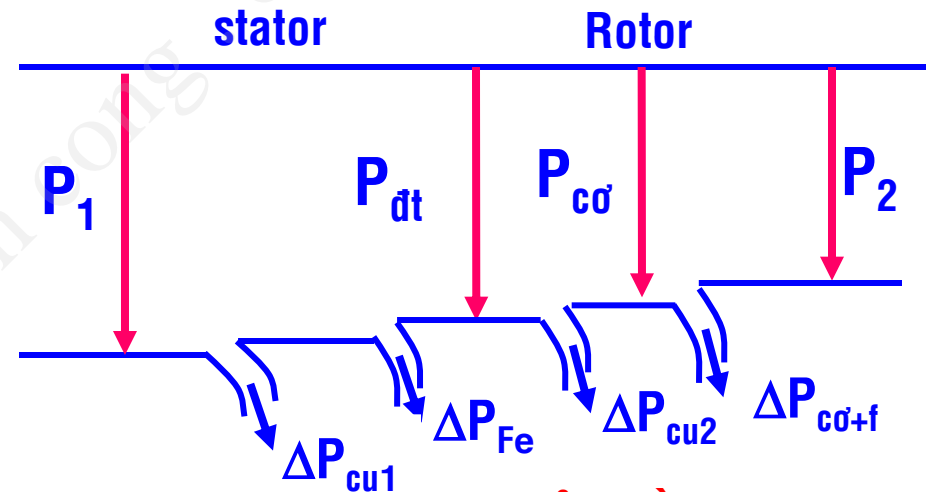 stator Rotor
P₁ Pđt Pcơ P₂
ΔPcu1 ΔPFe ΔPcu2 ΔPcơ+f